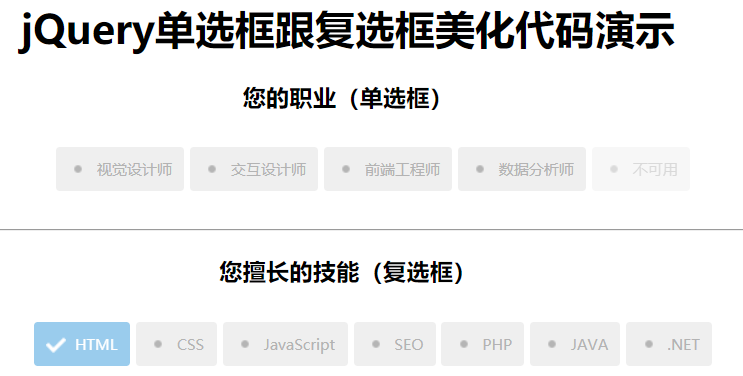 jQuery单选框跟复选框美化代码演示
您的职业（单选框）
视觉设计师 交互设计师 前端工程师 数据分析师 不可用
您擅长的技能（复选框）
HTML CSS JavaScript SEO PHP JAVA .NET